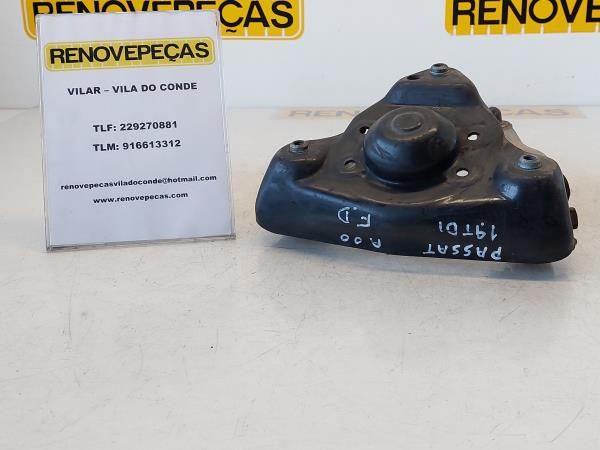 RENOVEPEÇAS
RENOVEPEÇAS
RENOVEPEÇAS
VILAR – VILA DO CONDE
TLF: 229270881
TLM: 916613312
renovepecasviladoconde@hotmail.com
www.renovepecas.com
PASSAT
1.9TDI
A.00
F.D